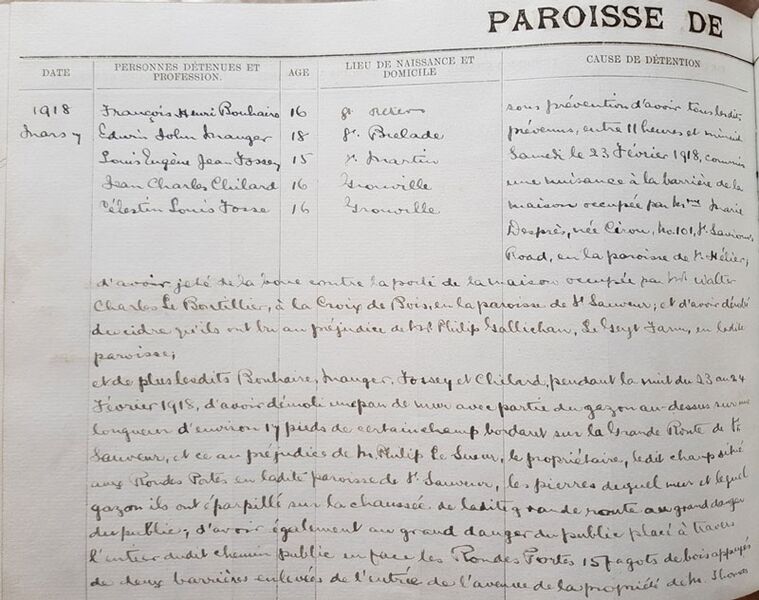 PAROISSE DE
DATE PERSONNES DÉTENUES ET PROFESSION. AGE LIEU DE NAISSANCE ET DOMICILE CAUSE DE DÉTENTION
1918 François Henri Bouhaire 16 St. Pierre sous prévention d'avoir tous lesdits
Mars 7 Edwin John Mauger 18 St. Brelade prévenus, entre 11 heures et minuit
Louis Eugène Jean Fossey 15 St. Martin Samedi le 23 Février 1918, commis
Jean Charles Chilard 16 Grouville une nuisance à la barrière de la
Célestin Louis Fosse 16 Grouville maison occupée par Mme Marie
Desprès, née Cirou, No. 101, St. Saviours
Road, en la paroisse de St. Hélier;
d'avoir jeté de la boue contre la porte de la maison occupée par Mr. Walter
Charles Le Boutillier, à la Croix de Bois, en la paroisse de St Sauveur; et d'avoir dérobé
du cidre qu'ils ont bu au préjudice de Mr. Philip Gallichan, Le Geyt Farm, en ladite
paroisse;
et de plus lesdits Bouhaire, Mauger, Fossey et Chilard, pendant la nuit du 23 au 24
Février 1918, d'avoir démoli un pan de mur avec partie du gazon au-dessus sur une
longueur d'environ 17 pieds de certain champ bordant sur la Grande Route de St
Sauveur, et ce au préjudice de M. Philip Le Sueur, le propriétaire, ledit champ situé
aux Rondes Portes en ladite paroisse de St. Sauveur, les pierres duquel mur et lequel
gazon ils ont éparpillé sur la chaussée de ladite grande route au grand danger
du public; d'avoir également au grand danger du public placé à travers
l'entier dudit chemin public en face les Rondes Portes 15 fagots de bois appuyés
de deux barrières enlevées de l'entrée de l'avenue de la propriété de M. Thomas